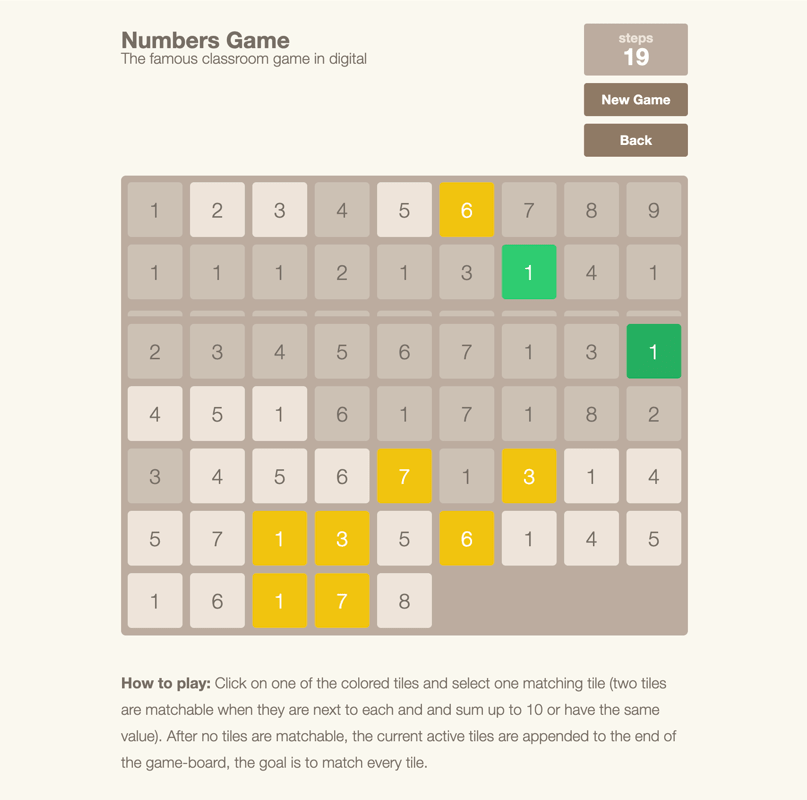 Numbers Game
The famous classroom game in digital
steps
19
New Game
Back
1 2 3 4 5 6 7 8 9
1 1 1 2 1 3 1 4 1
2 3 4 5 6 7 1 3 1
4 5 1 6 1 7 1 8 2
3 4 5 6 7 1 3 1 4
5 7 1 3 5 6 1 4 5
1 6 1 7 8
How to play: Click on one of the colored tiles and select one matching tile (two tiles
are matchable when they are next to each and and sum up to 10 or have the same
value). After no tiles are matchable, the current active tiles are appended to the end of
the game-board, the goal is to match every tile.